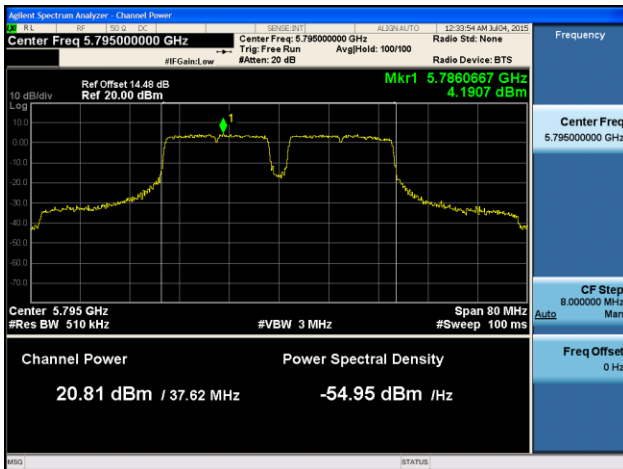 Agilent Spectrum Analyzer - Channel Power
RL RF 50 Ω DC SENSE:INT ALIGN AUTO 12:33:54 AM Jul 04, 2015
Center Freq 5.795000000 GHz
Center Freq: 5.795000000 GHz
Radio Std: None
Trig: Free Run Avg|Hold: 100/100
#IFGain:Low #Atten: 20 dB Radio Device: BTS
Frequency
Ref Offset 14.48 dB
Ref 20.00 dBm
Mkr1 5.7860667 GHz
4.1907 dBm
10 dB/div
Log
1
10.0
0.00
-10.0
-20.0
-30.0
-40.0
-50.0
-60.0
-70.0
Center 5.795 GHz Span 80 MHz
#Res BW 510 kHz #VBW 3 MHz #Sweep 100 ms
Channel Power Power Spectral Density
20.81 dBm / 37.62 MHz -54.95 dBm /Hz
Center Freq
5.795000000 GHz
CF Step
8.000000 MHz
Auto Man
Freq Offset
0 Hz
MSG STATUS